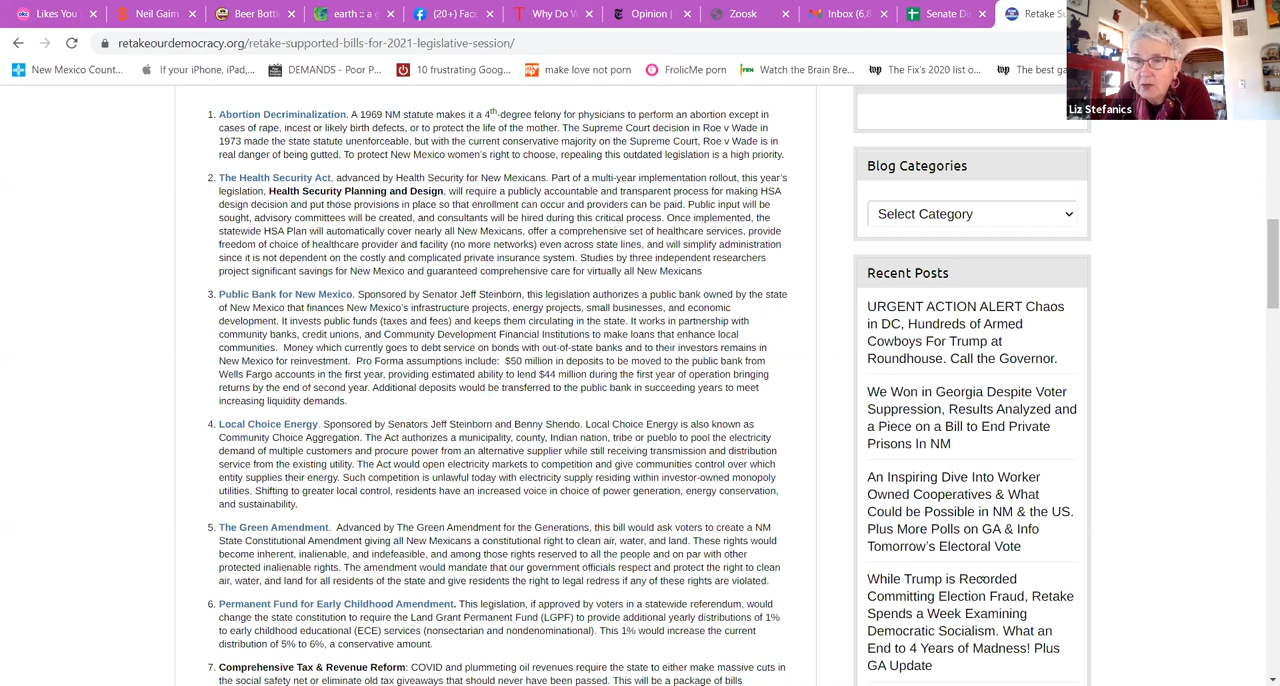 Likes You
Neil Gaim
Beer Bottl
earth :: a g
(20+) Face
Why Do W
Opinion |
Zoosk
Inbox (6,8
Senate Di
Retake Su
retakeourdemocracy.org/retake-supported-bills-for-2021-legislative-session/
New Mexico Count...
If your iPhone, iPad,...
DEMANDS - Poor P...
10 frustrating Goog...
make love not porn
FrolicMe porn
Watch the Brain Bre...
The Fix's 2020 list o...
The best ga
Liz Stefanics
1. Abortion Decriminalization. A 1969 NM statute makes it a 4th-degree felony for physicians to perform an abortion except in
cases of rape, incest or likely birth defects, or to protect the life of the mother. The Supreme Court decision in Roe v Wade in
1973 made the state statute unenforceable, but with the current conservative majority on the Supreme Court, Roe v Wade is in
real danger of being gutted. To protect New Mexico women's right to choose, repealing this outdated legislation is a high priority.
2. The Health Security Act, advanced by Health Security for New Mexicans. Part of a multi-year implementation rollout, this year's
legislation, Health Security Planning and Design, will require a publicly accountable and transparent process for making HSA
design decision and put those provisions in place so that enrollment can occur and providers can be paid. Public input will be
sought, advisory committees will be created, and consultants will be hired during this critical process. Once implemented, the
statewide HSA Plan will automatically cover nearly all New Mexicans, offer a comprehensive set of healthcare services, provide
freedom of choice of healthcare provider and facility (no more networks) even across state lines, and will simplify administration
since it is not dependent on the costly and complicated private insurance system. Studies by three independent researchers
project significant savings for New Mexico and guaranteed comprehensive care for virtually all New Mexicans
3. Public Bank for New Mexico. Sponsored by Senator Jeff Steinborn, this legislation authorizes a public bank owned by the state
of New Mexico that finances New Mexico's infrastructure projects, energy projects, small businesses, and economic
development. It invests public funds (taxes and fees) and keeps them circulating in the state. It works in partnership with
community banks, credit unions, and Community Development Financial Institutions to make loans that enhance local
communities. Money which currently goes to debt service on bonds with out-of-state banks and to their investors remains in
New Mexico for reinvestment. Pro Forma assumptions include: $50 million in deposits to be moved to the public bank from
Wells Fargo accounts in the first year, providing estimated ability to lend $44 million during the first year of operation bringing
returns by the end of second year. Additional deposits would be transferred to the public bank in succeeding years to meet
increasing liquidity demands.
4. Local Choice Energy. Sponsored by Senators Jeff Steinborn and Benny Shendo. Local Choice Energy is also known as
Community Choice Aggregation. The Act authorizes a municipality, county, Indian nation, tribe or pueblo to pool the electricity
demand of multiple customers and procure power from an alternative supplier while still receiving transmission and distribution
service from the existing utility. The Act would open electricity markets to competition and give communities control over which
entity supplies their energy. Such competition is unlawful today with electricity supply residing within investor-owned monopoly
utilities. Shifting to greater local control, residents have an increased voice in choice of power generation, energy conservation,
and sustainability.
5. The Green Amendment. Advanced by The Green Amendment for the Generations, this bill would ask voters to create a NM
State Constitutional Amendment giving all New Mexicans a constitutional right to clean air, water, and land. These rights would
become inherent, inalienable, and indefeasible, and among those rights reserved to all the people and on par with other
protected inalienable rights. The amendment would mandate that our government officials respect and protect the right to clean
air, water, and land for all residents of the state and give residents the right to legal redress if any of these rights are violated.
6. Permanent Fund for Early Childhood Amendment. This legislation, if approved by voters in a statewide referendum, would
change the state constitution to require the Land Grant Permanent Fund (LGPF) to provide additional yearly distributions of 1%
to early childhood educational (ECE) services (nonsectarian and nondenominational). This 1% would increase the current
distribution of 5% to 6%, a conservative amount.
7. Comprehensive Tax & Revenue Reform: COVID and plummeting oil revenues require the state to either make massive cuts in
the social safety net or eliminate old tax giveaways that should never have been passed. This will be a package of bills
Blog Categories
Select Category
Recent Posts
URGENT ACTION ALERT Chaos
in DC, Hundreds of Armed
Cowboys For Trump at
Roundhouse. Call the Governor.
We Won in Georgia Despite Voter
Suppression, Results Analyzed and
a Piece on a Bill to End Private
Prisons In NM
An Inspiring Dive Into Worker
Owned Cooperatives & What
Could be Possible in NM & the US.
Plus More Polls on GA & Info
Tomorrow's Electoral Vote
While Trump is Recorded
Committing Election Fraud, Retake
Spends a Week Examining
Democratic Socialism. What an
End to 4 Years of Madness! Plus
GA Update